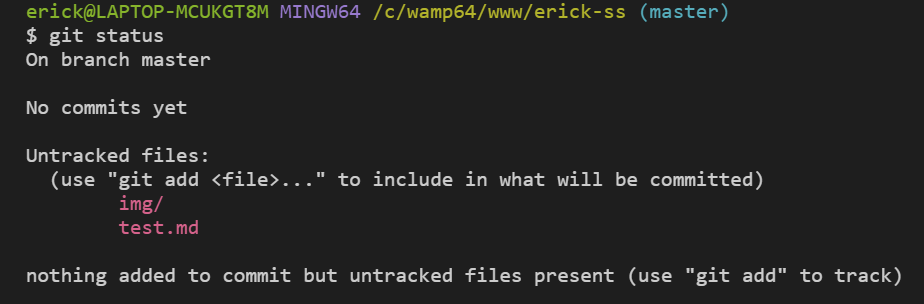 erick@LAPTOP-MCUKGT8M MINGW64 /c/wamp64/www/erick-ss (master)
$ git status
On branch master
No commits yet
Untracked files:
(use "git add <file>..." to include in what will be committed)
img/
test.md
nothing added to commit but untracked files present (use "git add" to track)